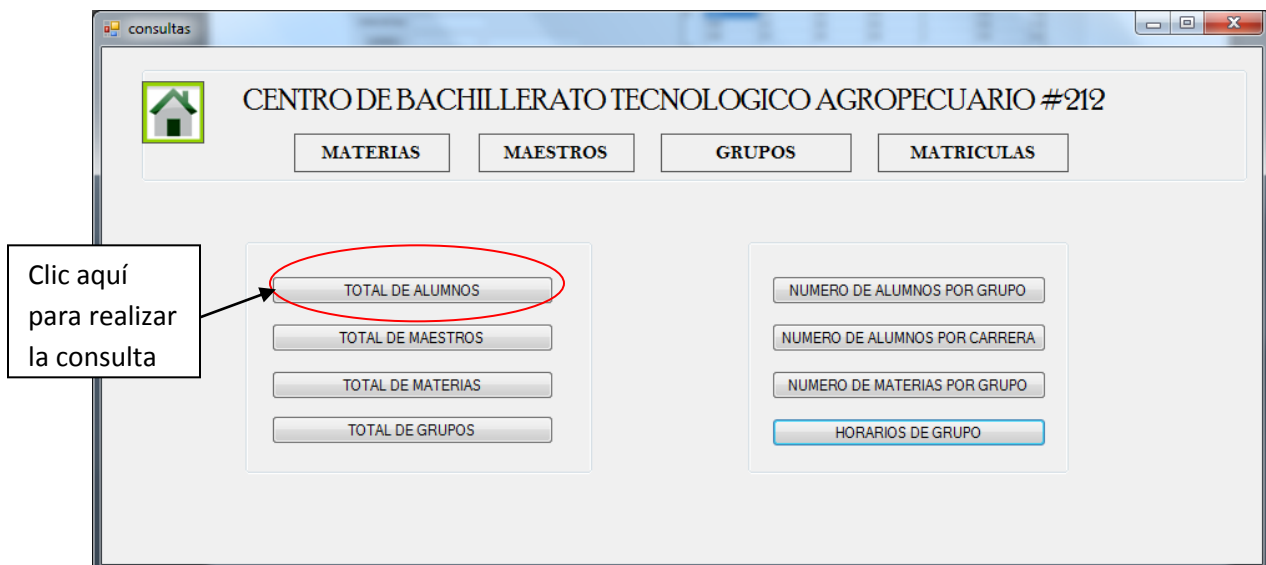 consultas
CENTRO DE BACHILLERATO TECNOLOGICO AGROPECUARIO #212
MATERIAS MAESTROS GRUPOS MATRICULAS
Clic aquí
para realizar
la consulta
TOTAL DE ALUMNOS
TOTAL DE MAESTROS
TOTAL DE MATERIAS
TOTAL DE GRUPOS
NUMERO DE ALUMNOS POR GRUPO
NUMERO DE ALUMNOS POR CARRERA
NUMERO DE MATERIAS POR GRUPO
HORARIOS DE GRUPO